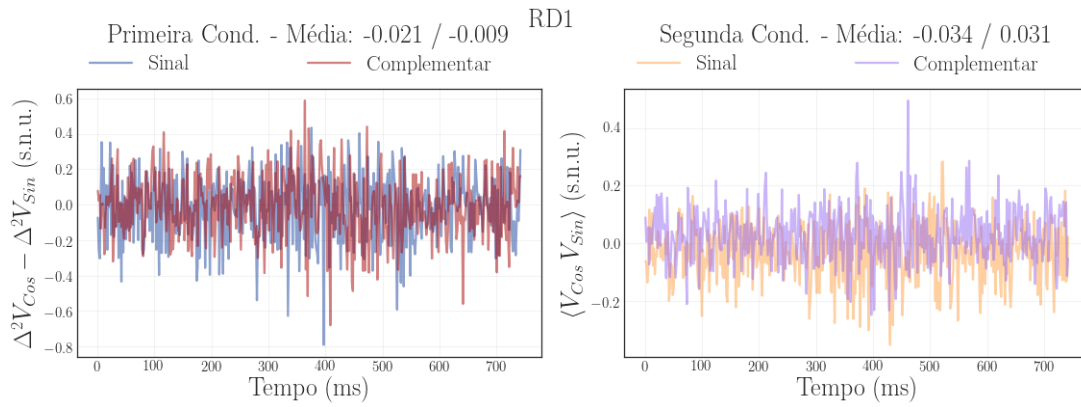 RD1
Primeira Cond. - Média: -0.021 / -0.009
Sinal Complementar
Δ²V_Cos − Δ²V_Sin (s.n.u.)
0.6
0.4
0.2
0.0
−0.2
−0.4
−0.6
−0.8
0 100 200 300 400 500 600 700
Tempo (ms)
Segunda Cond. - Média: -0.034 / 0.031
Sinal Complementar
⟨V_Cos V_Sin⟩ (s.n.u.)
0.4
0.2
0.0
−0.2
0 100 200 300 400 500 600 700
Tempo (ms)